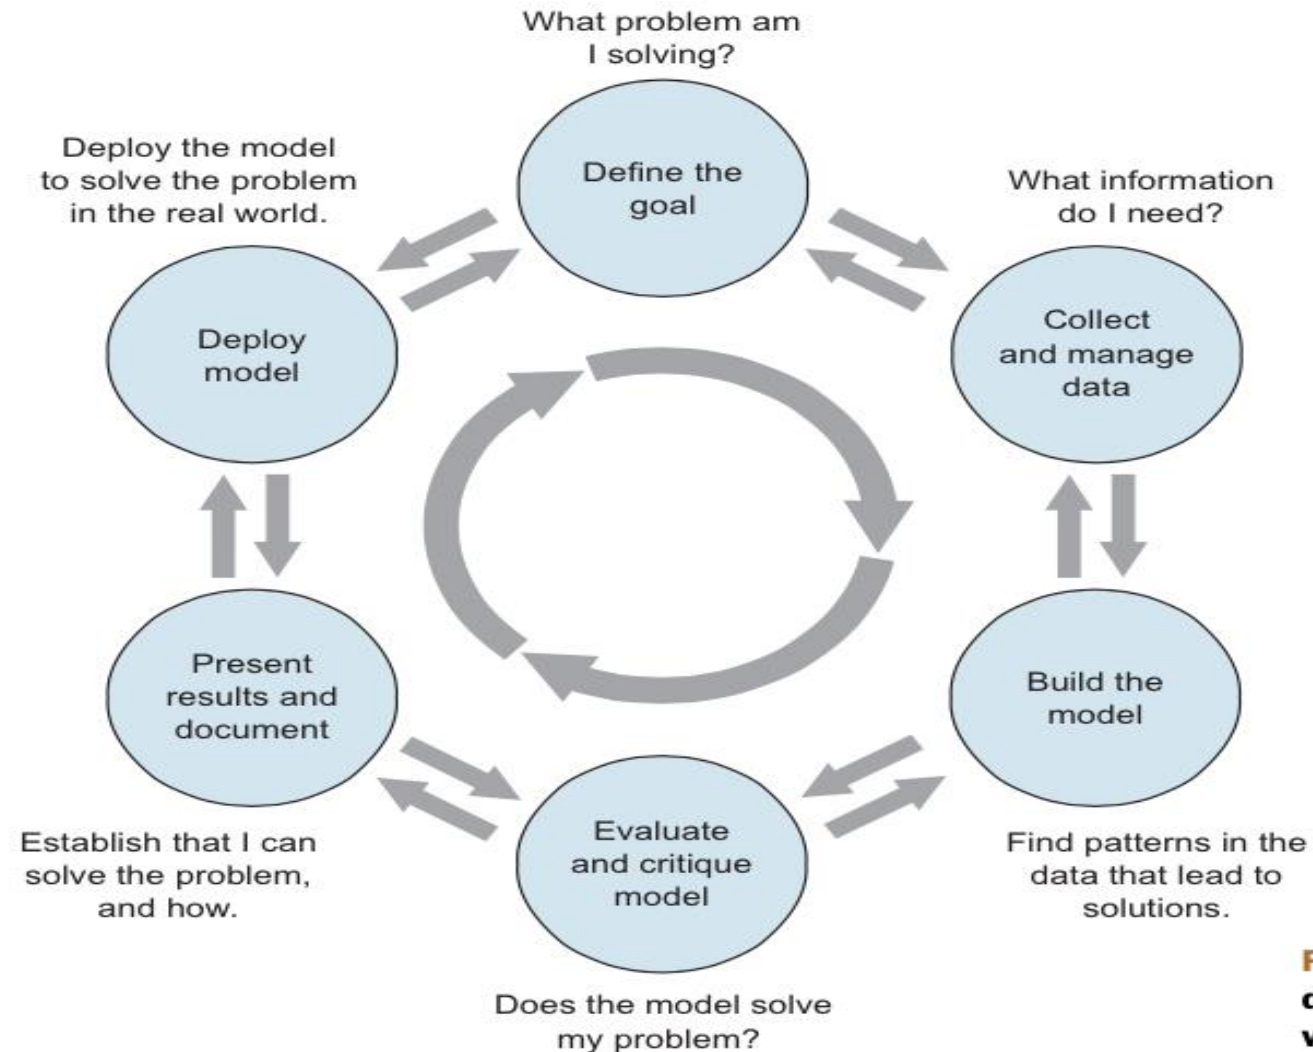 What problem am
I solving?
Define the
goal
What information
do I need?
Collect
and manage
data
Build the
model
Find patterns in the
data that lead to
solutions.
Evaluate
and critique
model
Does the model solve
my problem?
Present
results and
document
Establish that I can
solve the problem,
and how.
Deploy the model
to solve the problem
in the real world.
Deploy
model